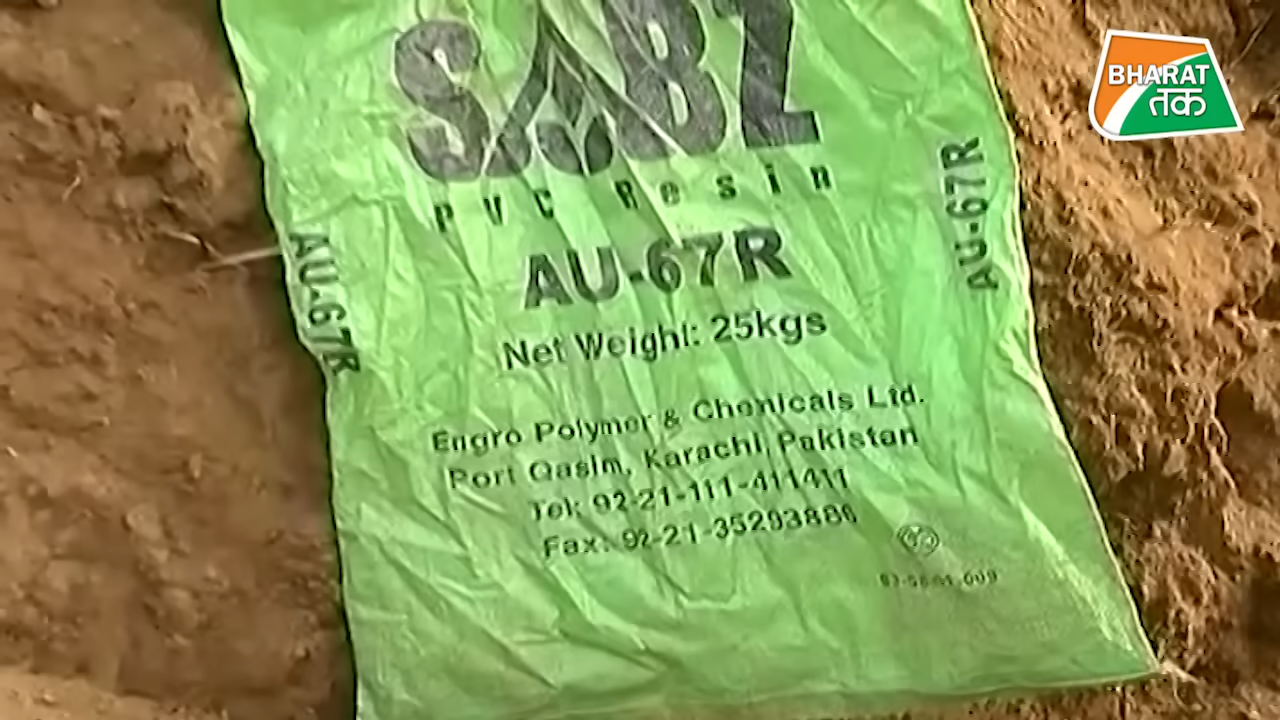 BHARAT
तक
SABZ
PVC Resin
AU-67R
AU-67R
AU-67R
Net Weight: 25kgs
Engro Polymer & Chemicals Ltd.
Port Qasim, Karachi, Pakistan
Tel: 92-21-111-411411
Fax: 92-21-35293886